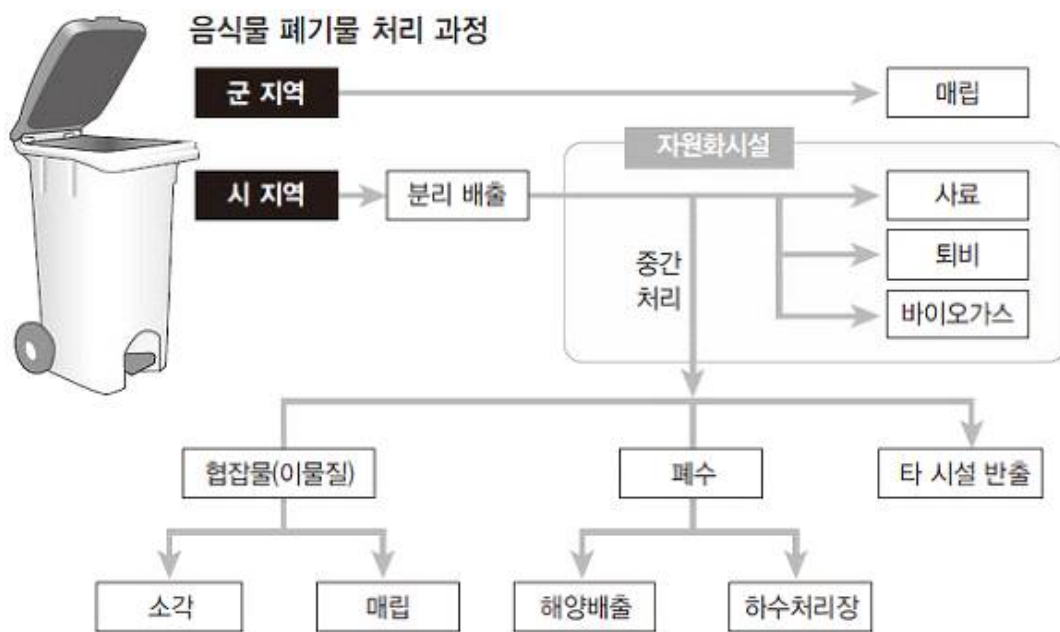 음식물 폐기물 처리 과정
군 지역
매립
자원화시설
시 지역
분리 배출
사료
중간
처리
퇴비
바이오가스
협잡물(이물질)
폐수
타 시설 반출
소각
매립
해양배출
하수처리장